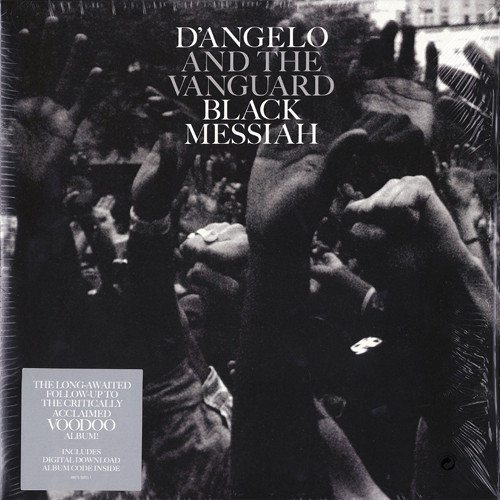 D'ANGELO
AND THE
VANGUARD
BLACK
MESSIAH
THE LONG-AWAITED
FOLLOW-UP TO
THE CRITICALLY
ACCLAIMED
VOODOO
ALBUM!
INCLUDES
DIGITAL DOWNLOAD
ALBUM CODE INSIDE